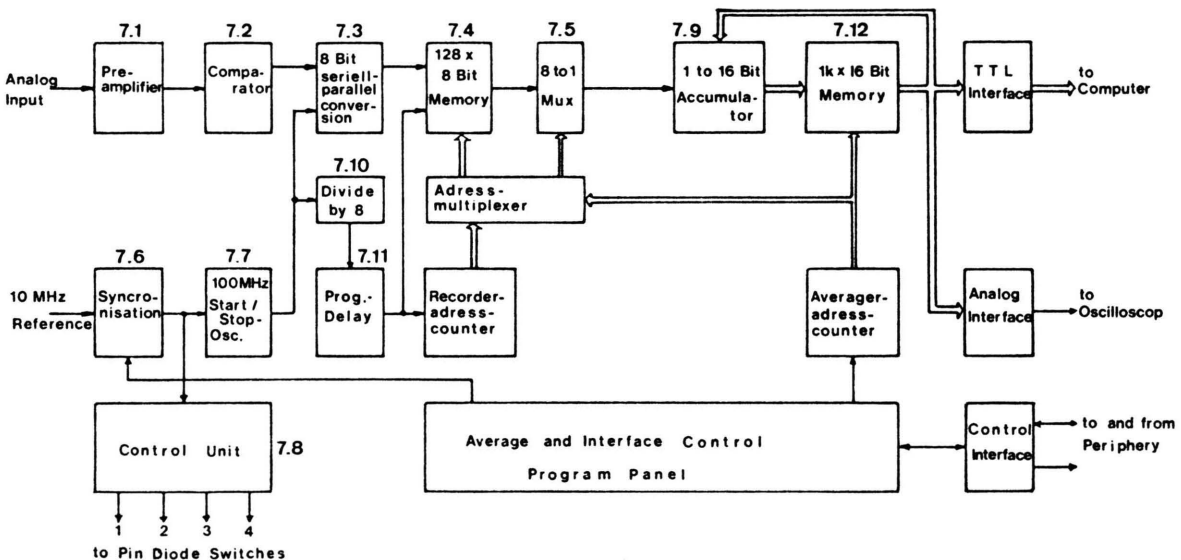 7.1
7.2
7.3
7.4
7.5
7.9
7.12
Analog
Input
Pre-
amplifier
Compa-
rator
8 Bit
seriell-
parallel
conver-
sion
128 x
8 Bit
Memory
8 to 1
Mux
1 to 16 Bit
Accumula-
tor
1k x 16 Bit
Memory
TTL
Interface
to
Computer
7.10
Divide
by 8
Adress-
multiplexer
7.6
7.7
7.11
10 MHz
Reference
Syncro-
nisation
100MHz
Start/
Stop-
Osc.
Prog.-
Delay
Recorder-
adress-
counter
Averager-
adress-
counter
Analog
Interface
to
Oscilloscop
Control Unit
7.8
Average and Interface Control
Program Panel
Control
Interface
to and from
Periphery
1 2 3 4
to Pin Diode Switches